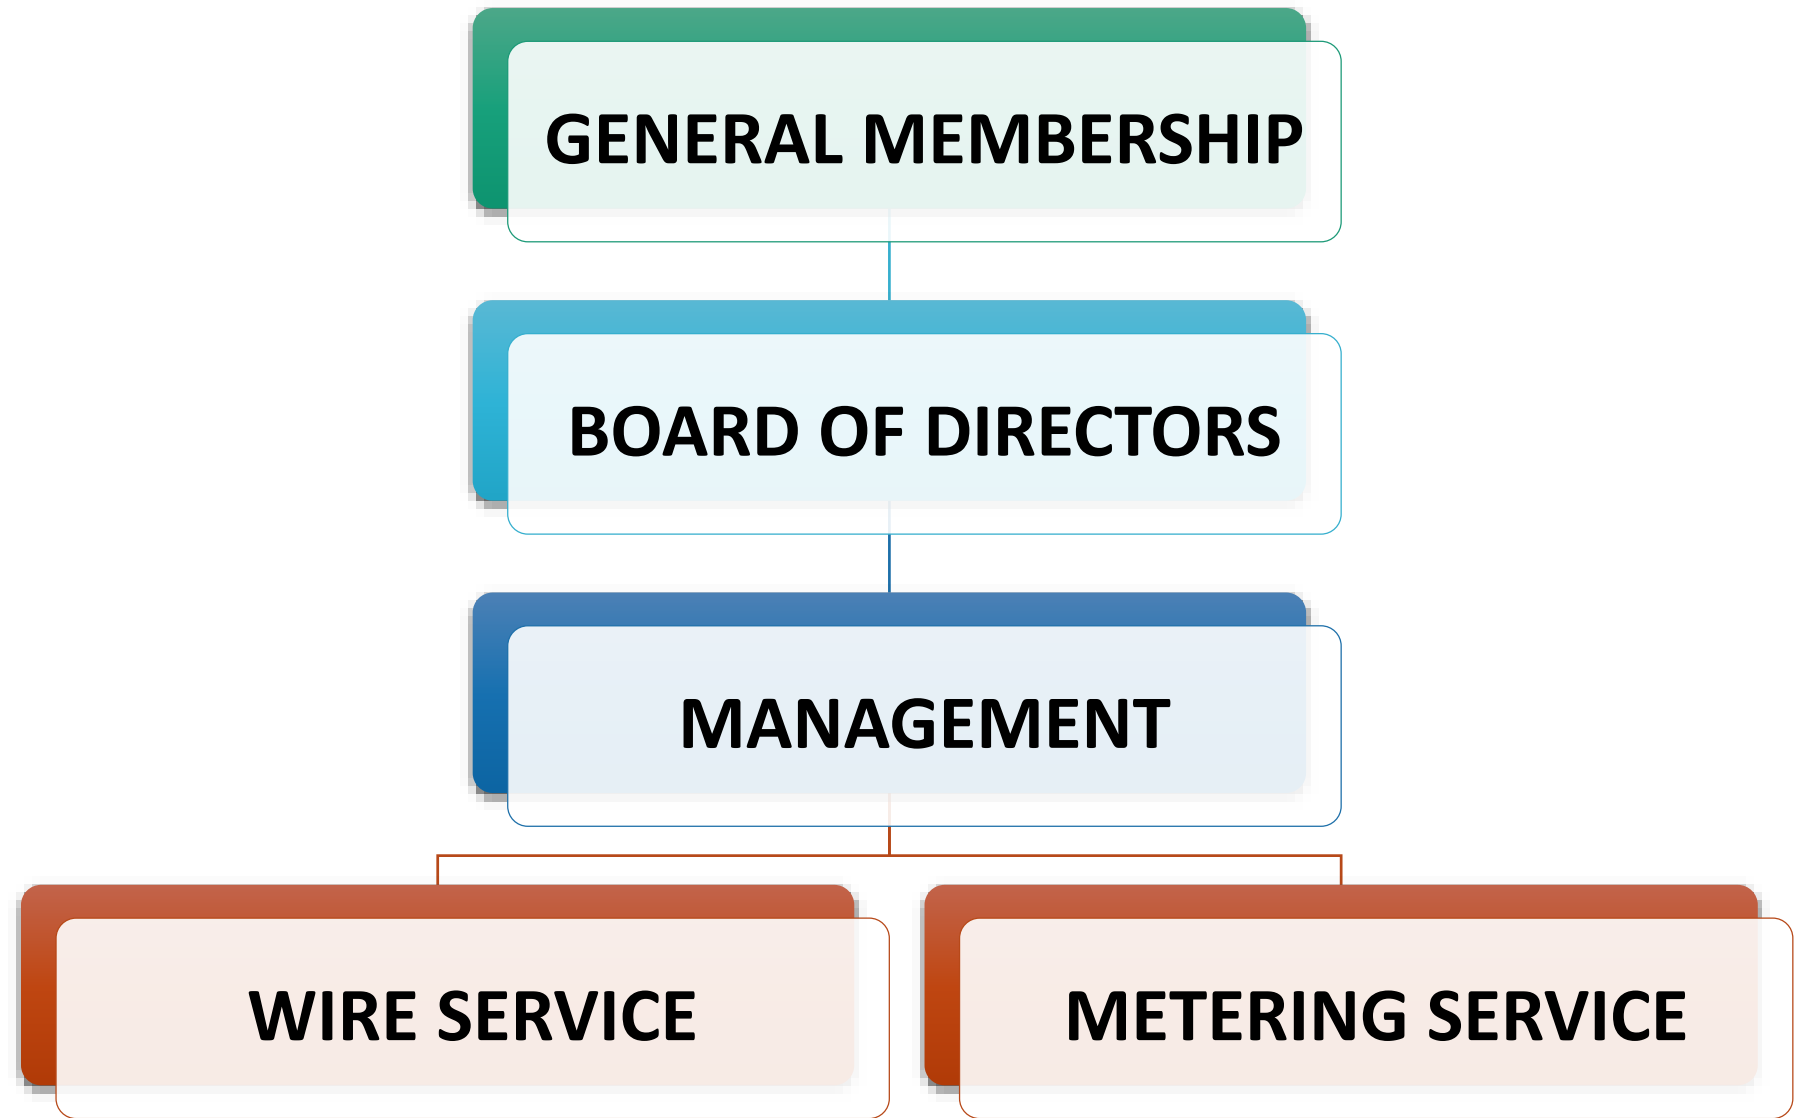 GENERAL MEMBERSHIP
BOARD OF DIRECTORS
MANAGEMENT
WIRE SERVICE
METERING SERVICE